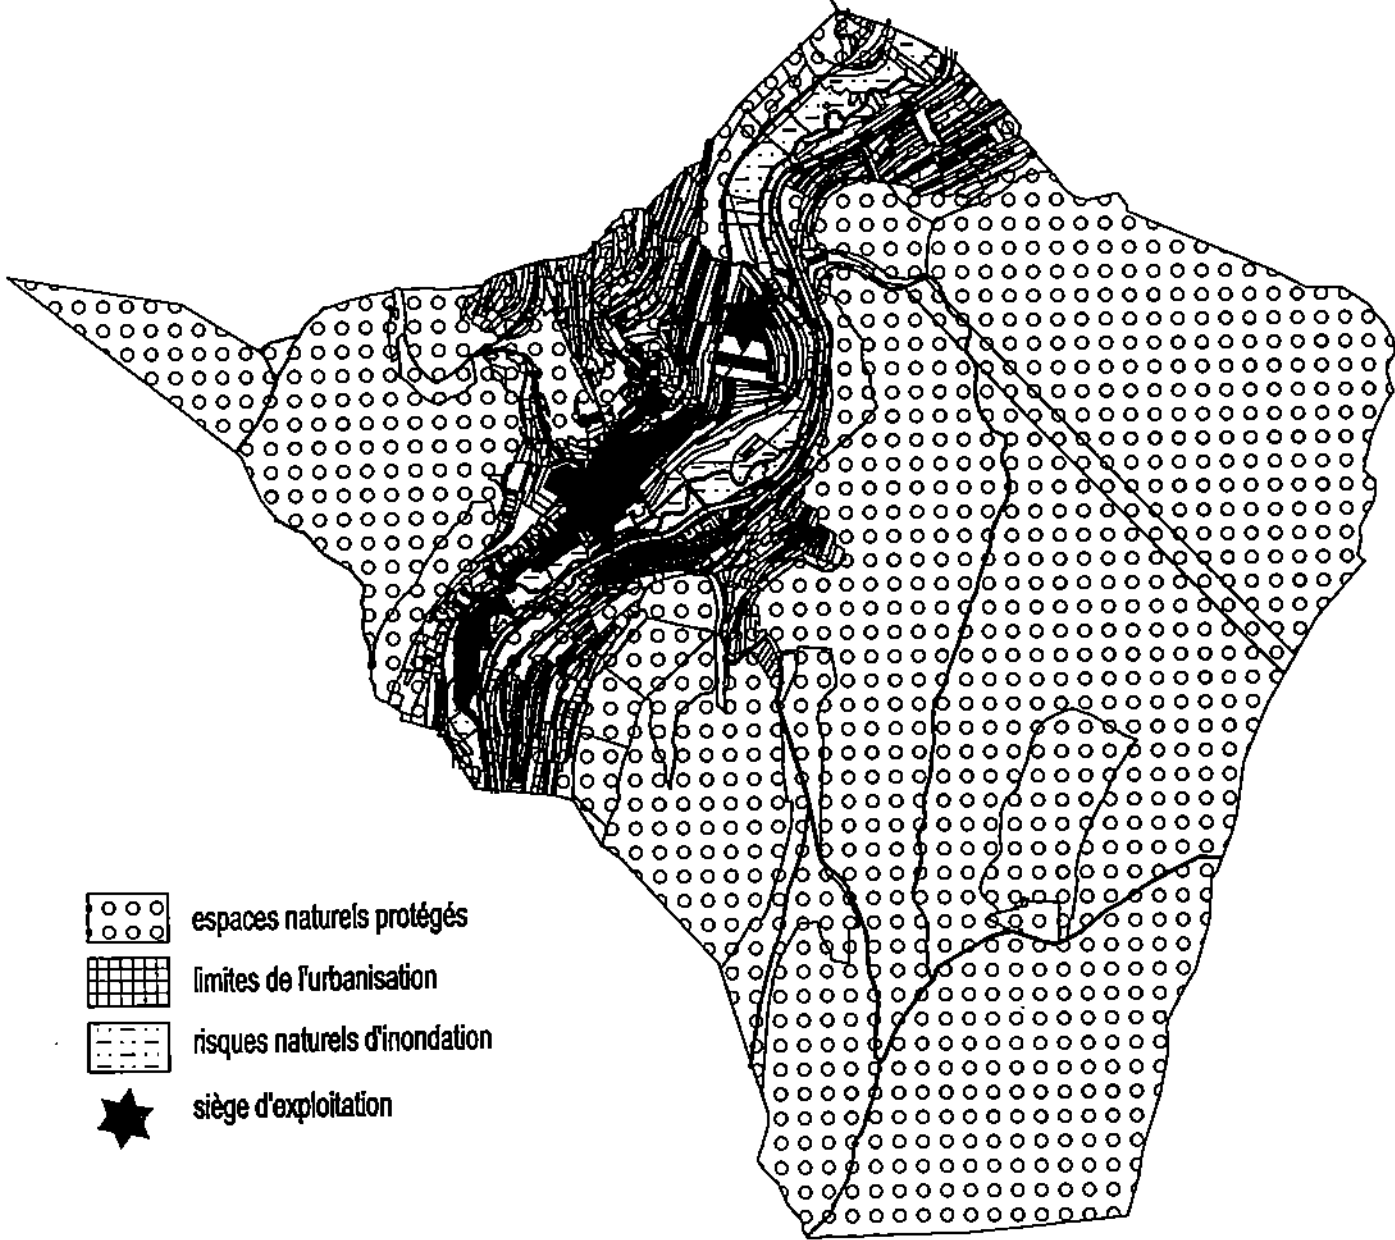 espaces naturels protégés
limites de l'urbanisation
risques naturels d'inondation
siège d'exploitation